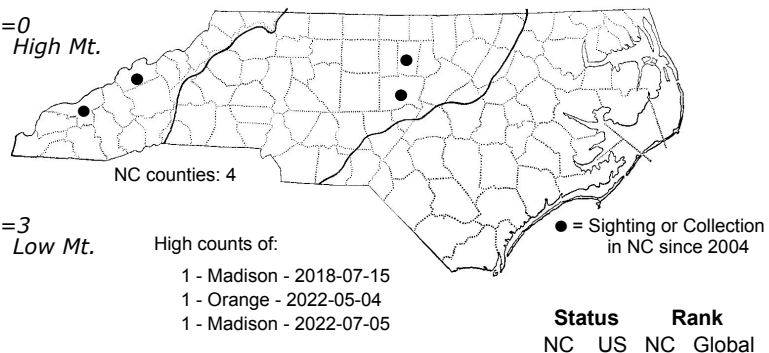 =0
High Mt.
NC counties: 4
=3
Low Mt.
High counts of:
1 - Madison - 2018-07-15
1 - Orange - 2022-05-04
1 - Madison - 2022-07-05
● = Sighting or Collection
in NC since 2004
Status Rank
NC US NC Global